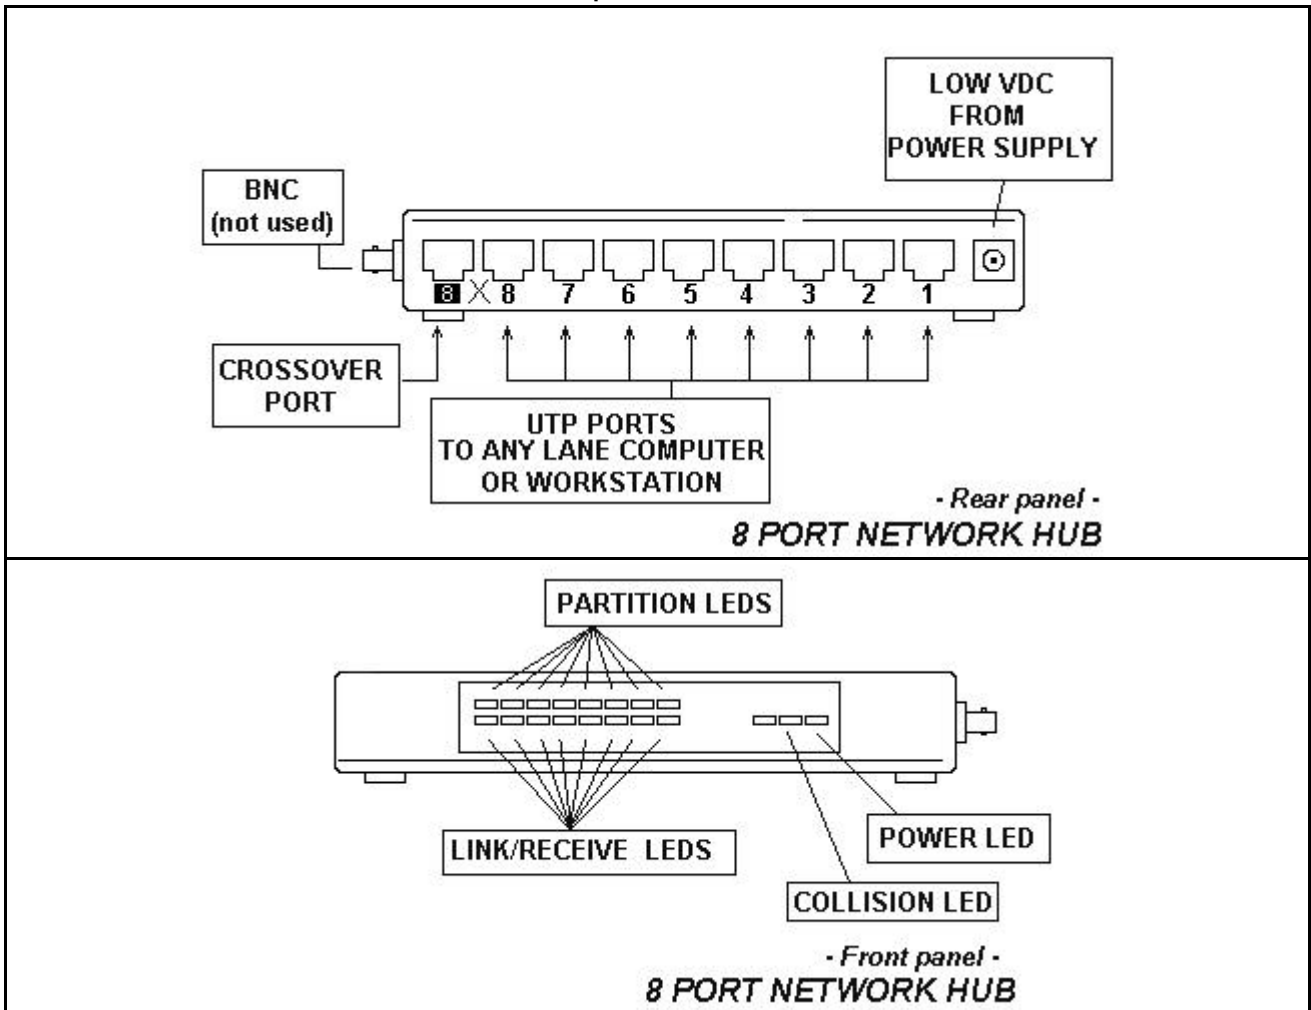 LOW VDC
FROM
POWER SUPPLY
BNC
(not used)
8 X 8 7 6 5 4 3 2 1
CROSSOVER
PORT
UTP PORTS
TO ANY LANE COMPUTER
OR WORKSTATION
- Rear panel -
8 PORT NETWORK HUB
PARTITION LEDS
LINK/RECEIVE LEDS
POWER LED
COLLISION LED
- Front panel -
8 PORT NETWORK HUB